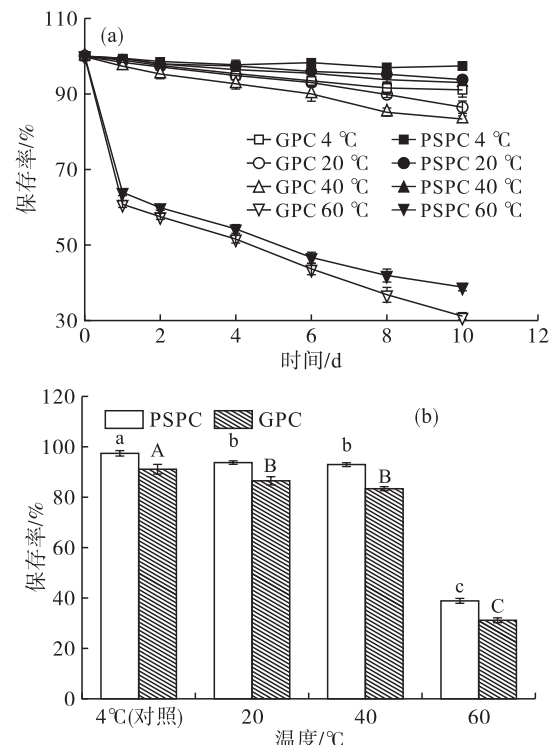 110
(a)
90
70
50
30
保存率/%
GPC 4 ℃ PSPC 4 ℃
GPC 20 ℃ PSPC 20 ℃
GPC 40 ℃ PSPC 40 ℃
GPC 60 ℃ PSPC 60 ℃
0 2 4 6 8 10 12
时间/d
120
100
80
60
40
20
0
保存率/%
PSPC GPC (b)
a A b B b B c C
4℃(对照) 20 40 60
温度/℃